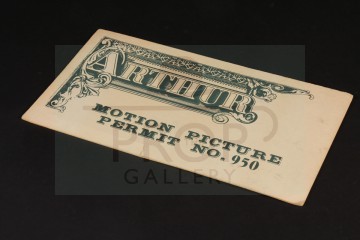 ARTHUR
MOTION PICTURE
PERMIT NO. 950
PROP
GALLERY